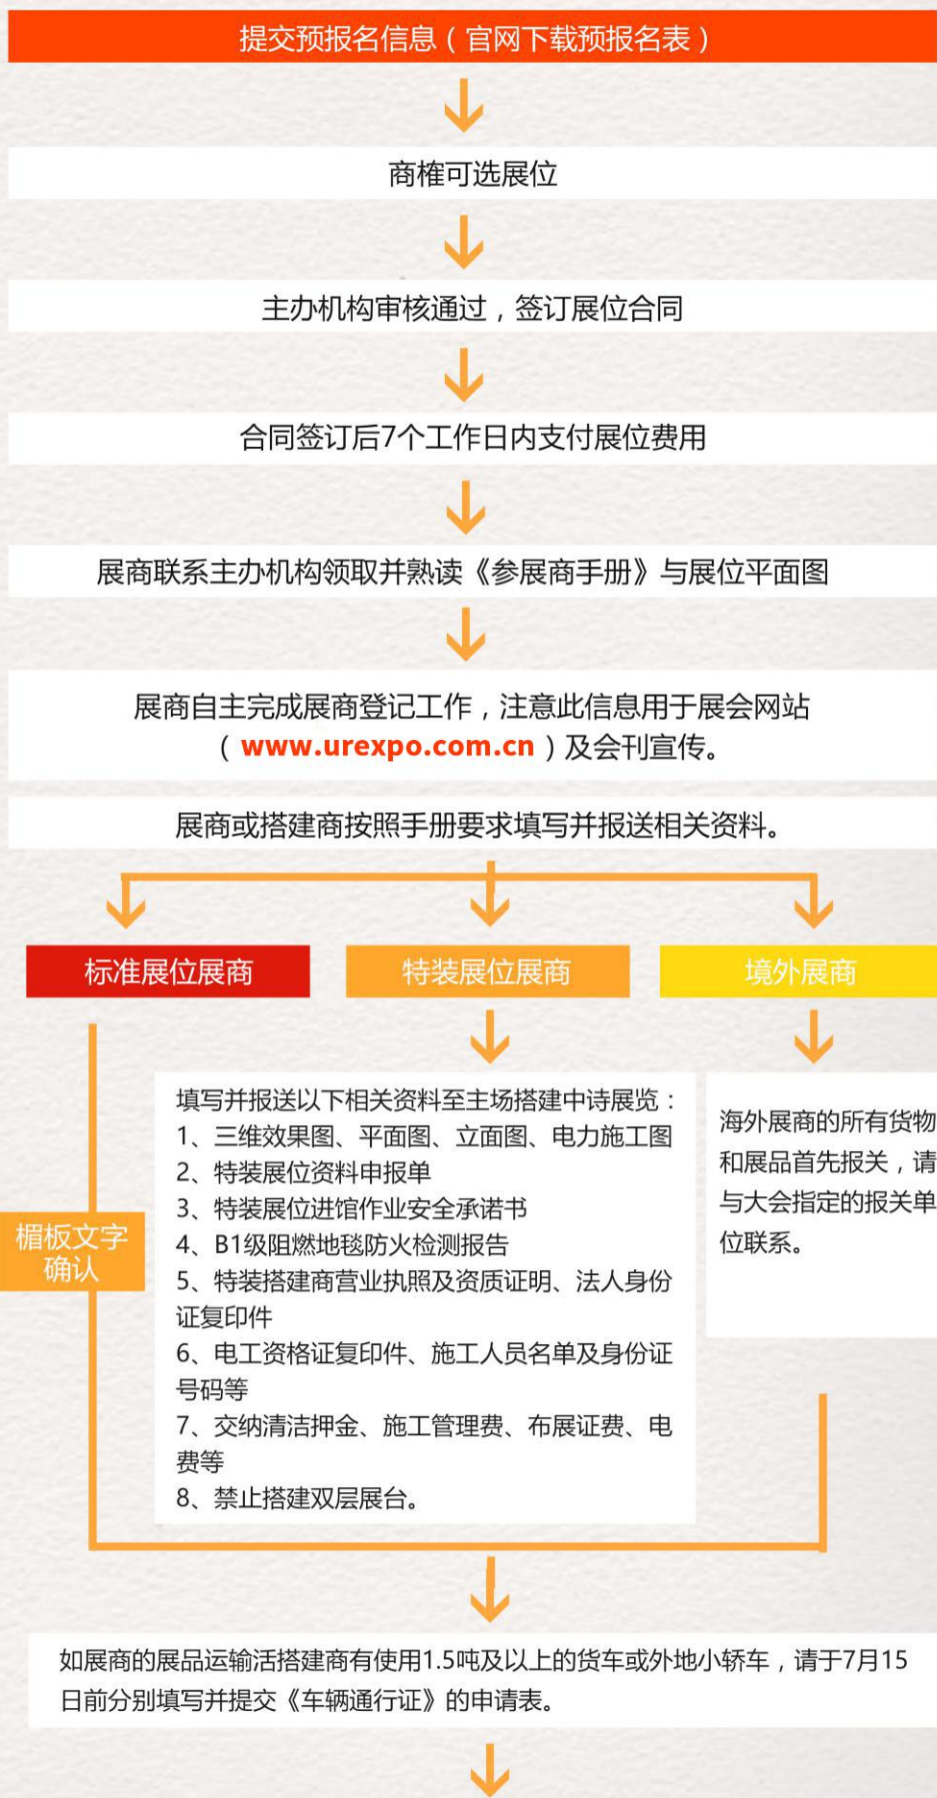 提交预报名信息（官网下载预报名表）
商榷可选展位
主办机构审核通过，签订展位合同
合同签订后7个工作日内支付展位费用
展商联系主办机构领取并熟读《参展商手册》与展位平面图
展商自主完成展商登记工作，注意此信息用于展会网站
（www.urexpo.com.cn）及会刊宣传。
展商或搭建商按照手册要求填写并报送相关资料。
标准展位展商
特装展位展商
境外展商
楣板文字
确认
填写并报送以下相关资料至主场搭建中诗展览：
1、三维效果图、平面图、立面图、电力施工图
2、特装展位资料申报单
3、特装展位进馆作业安全承诺书
4、B1级阻燃地毯防火检测报告
5、特装搭建商营业执照及资质证明、法人身份
证复印件
6、电工资格证复印件、施工人员名单及身份证
号码等
7、交纳清洁押金、施工管理费、布展证费、电
费等
8、禁止搭建双层展台。
海外展商的所有货物
和展品首先报关，请
与大会指定的报关单
位联系。
如展商的展品运输活搭建商有使用1.5吨及以上的货车或外地小轿车，请于7月15
日前分别填写并提交《车辆通行证》的申请表。